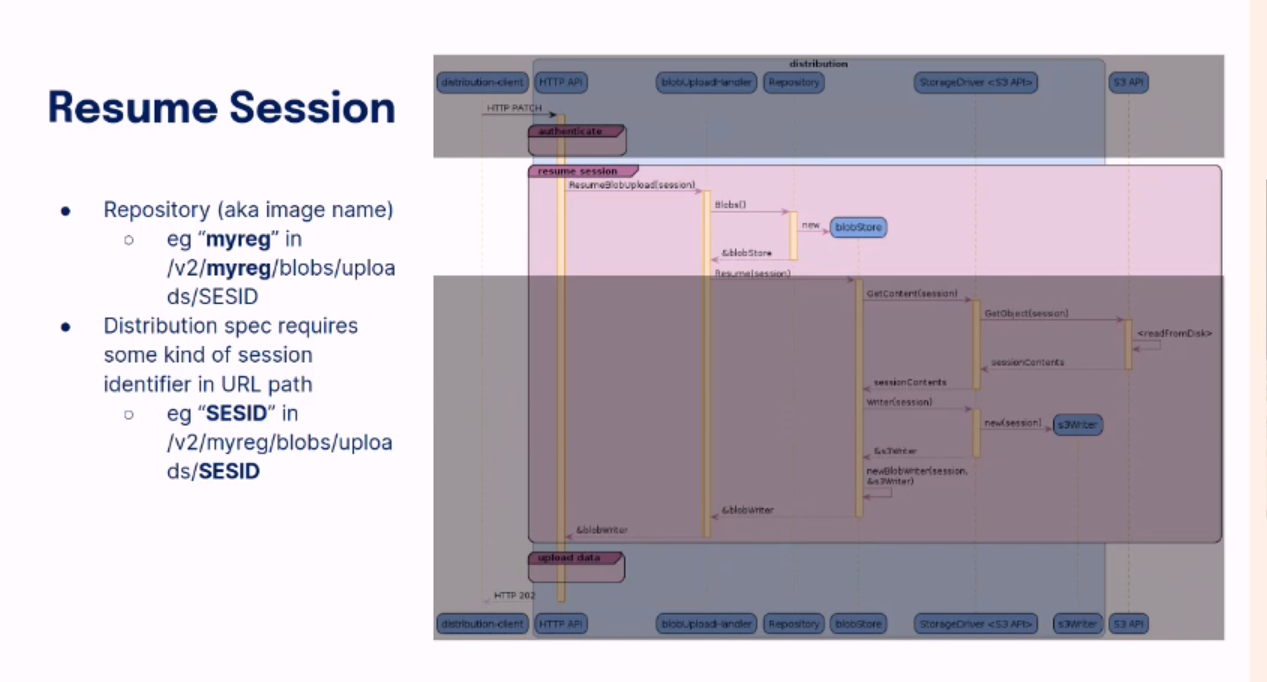 Resume Session
● Repository (aka image name)
○ eg “myreg” in
/v2/myreg/blobs/uploa
ds/SESID
● Distribution spec requires
some kind of session
identifier in URL path
○ eg “SESID” in
/v2/myreg/blobs/uploa
ds/SESID
distribution
distribution-client HTTP API blobUploadHandler Repository StorageDriver <S3 API> S3 API
HTTP PATCH
authenticate
resume session
ResumeBlobUpload(session)
Blobs()
new blobStore
&blobStore
Resume(session)
GetContent(session)
GetObject(session)
<readFromDisk>
sessionContents
sessionContents
Writer(session)
new(session) s3Writer
&s3Writer
newBlobWriter(session,
&s3Writer)
&blobWriter
&blobWriter
upload data
HTTP 202
distribution-client HTTP API blobUploadHandler Repository blobStore StorageDriver <S3 API> s3Writer S3 API